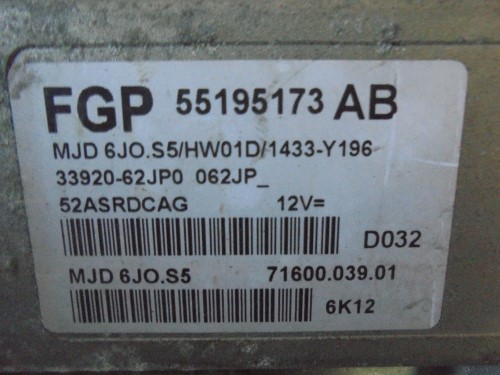 FGP 55195173 AB
MJD 6JO.S5/HW01D/1433-Y196
33920-62JP0 062JP_
52ASRDCAG 12V=
D032
MJD 6JO.S5 71600.039.01
6K12